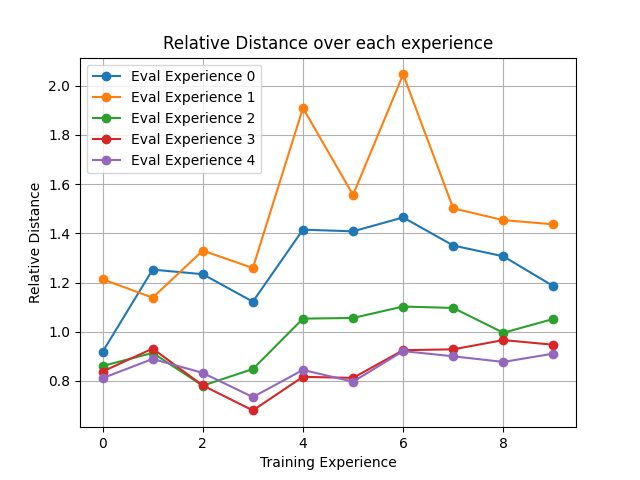 Relative Distance over each experience
Eval Experience 0
Eval Experience 1
Eval Experience 2
Eval Experience 3
Eval Experience 4
2.0
1.8
1.6
1.4
1.2
1.0
0.8
Relative Distance
0 2 4 6 8
Training Experience